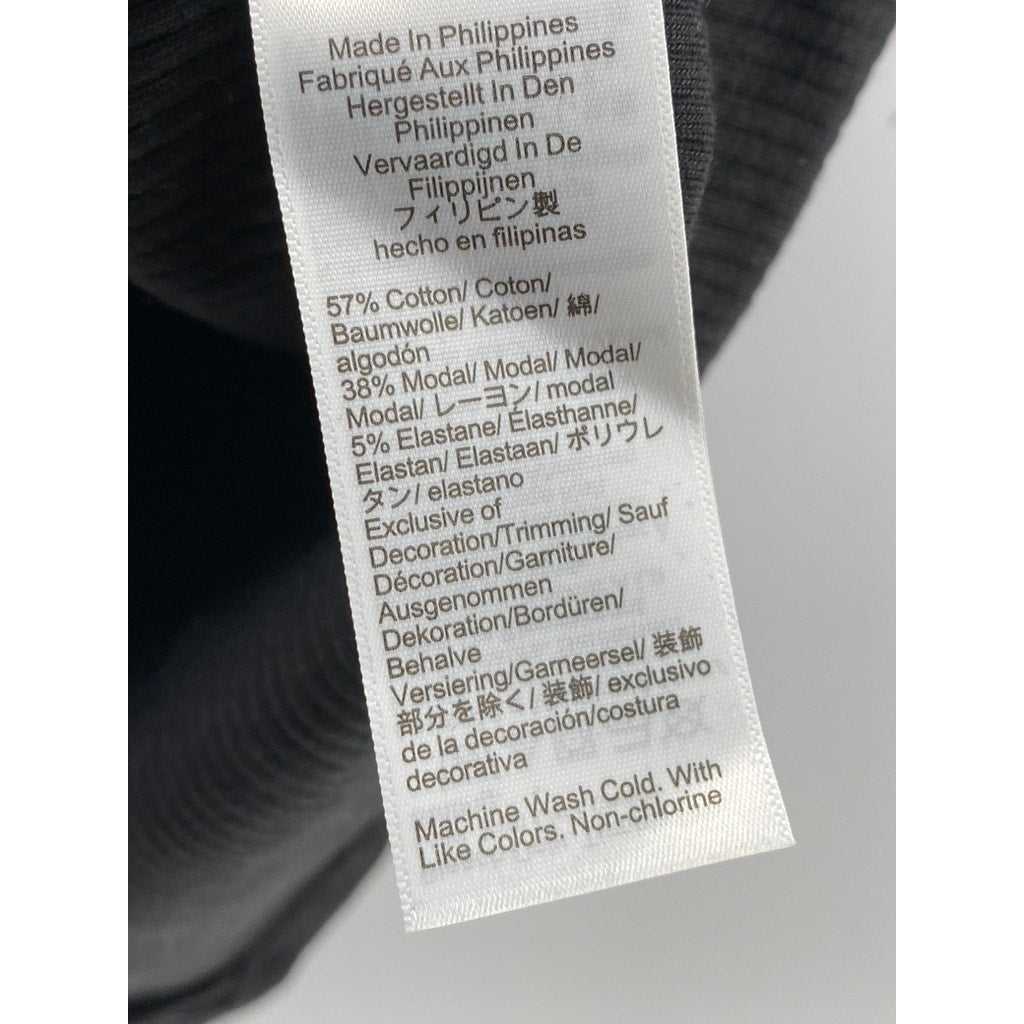 Made In Philippines
Fabriqué Aux Philippines
Hergestellt In Den
Philippinen
Vervaardigd In De
Filippijnen
フィリピン製
hecho en filipinas
57% Cotton/ Coton/
Baumwolle/ Katoen/ 綿/
algodón
38% Modal/ Modal/ Modal/
Modal/ レーヨン/ modal
5% Elastane/ Élasthanne/
Elastan/ Elastaan/ ポリウレ
タン/ elastano
Exclusive of
Decoration/Trimming/ Sauf
Décoration/Garniture/
Ausgenommen
Dekoration/Bordüren/
Behalve
Versiering/Garneersel/ 装飾
部分を除く/ 装飾/ exclusivo
de la decoración/costura
decorativa
Machine Wash Cold. With
Like Colors. Non-chlorine